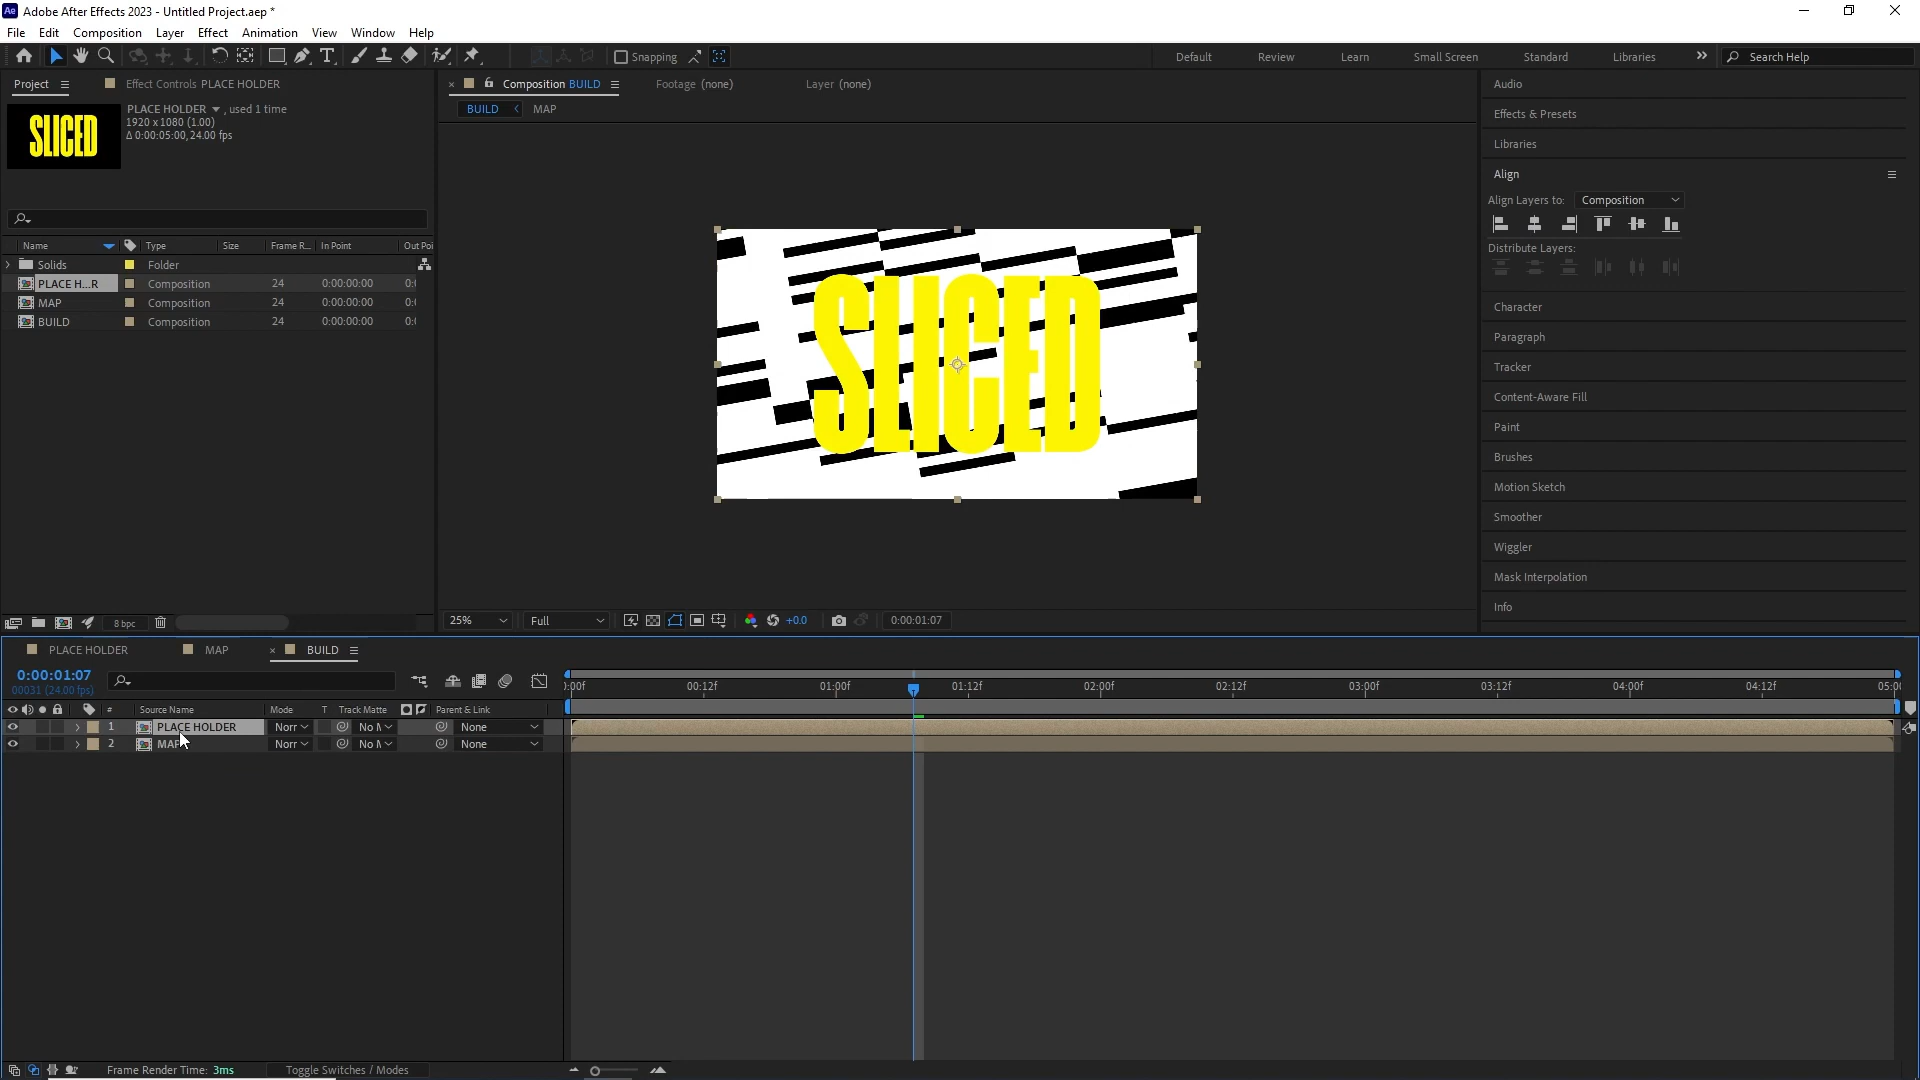 Adobe After Effects 2023 - Untitled Project.aep *
File Edit Composition Layer Effect Animation View Window Help
Snapping
Default Review Learn Small Screen Standard Libraries Search Help
Project Effect Controls PLACE HOLDER
PLACE HOLDER , used 1 time
1920 x 1080 (1.00)
Δ 0:00:05:00, 24.00 fps
SLICED
Name Type Size Frame R... In Point Out Poi
Solids Folder
PLACE H...R Composition 24 0:00:00:00 0:(
MAP Composition 24 0:00:00:00 0:(
BUILD Composition 24 0:00:00:00 0:(
8 bpc
Composition BUILD Footage (none) Layer (none)
BUILD MAP
SLICED
25% Full +0.0 0:00:01:07
Audio
Effects & Presets
Libraries
Align
Align Layers to: Composition
Distribute Layers:
Character
Paragraph
Tracker
Content-Aware Fill
Paint
Brushes
Motion Sketch
Smoother
Wiggler
Mask Interpolation
Info
PLACE HOLDER MAP BUILD
0:00:01:07
00031 (24.00 fps)
):00f 00:12f 01:00f 01:12f 02:00f 02:12f 03:00f 03:12f 04:00f 04:12f 05:0(
# Source Name Mode T Track Matte Parent & Link
1 PLACE HOLDER Norr No M None
2 MAP Norr No M None
Frame Render Time: 3ms Toggle Switches / Modes